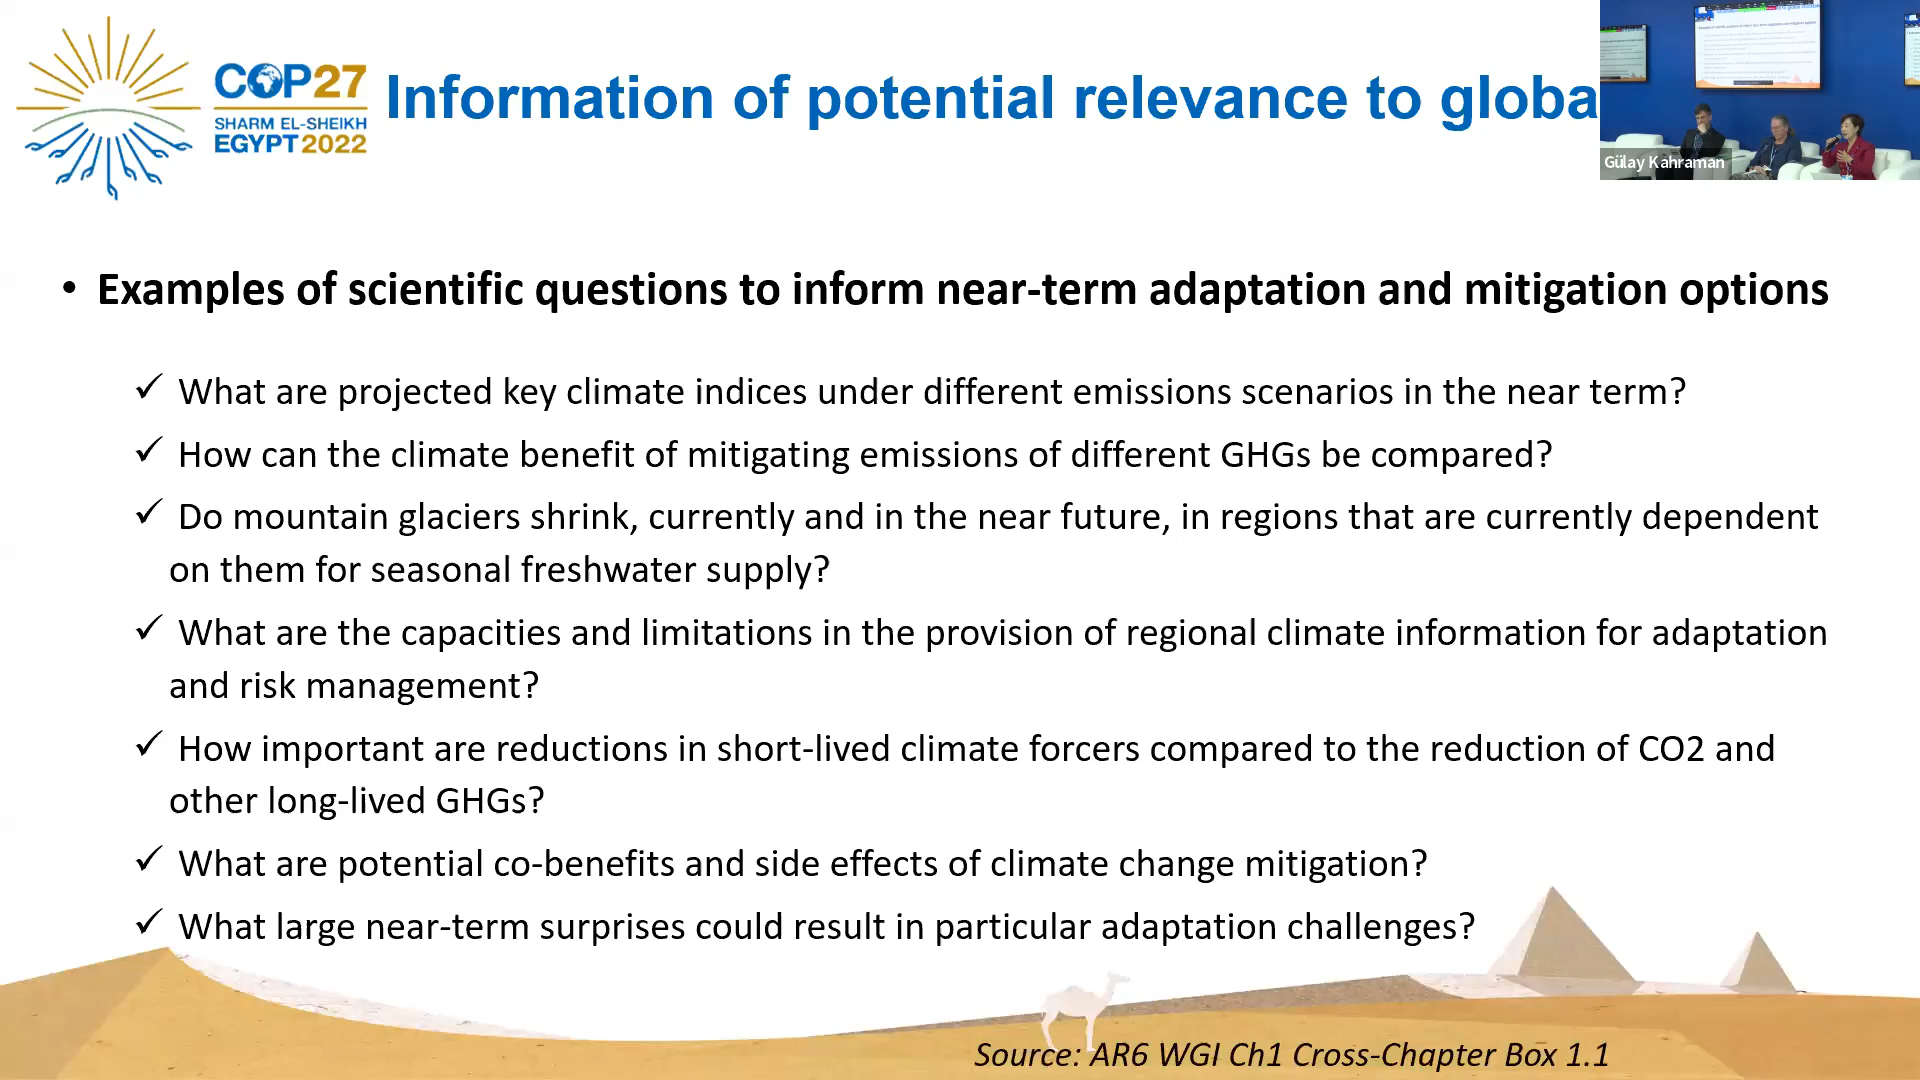 COP27
SHARM EL-SHEIKH
EGYPT 2022
Information of potential relevance to globa
Gülay Kahraman
• Examples of scientific questions to inform near-term adaptation and mitigation options
✓ What are projected key climate indices under different emissions scenarios in the near term?
✓ How can the climate benefit of mitigating emissions of different GHGs be compared?
✓ Do mountain glaciers shrink, currently and in the near future, in regions that are currently dependent
on them for seasonal freshwater supply?
✓ What are the capacities and limitations in the provision of regional climate information for adaptation
and risk management?
✓ How important are reductions in short-lived climate forcers compared to the reduction of CO2 and
other long-lived GHGs?
✓ What are potential co-benefits and side effects of climate change mitigation?
✓ What large near-term surprises could result in particular adaptation challenges?
Source: AR6 WGI Ch1 Cross-Chapter Box 1.1